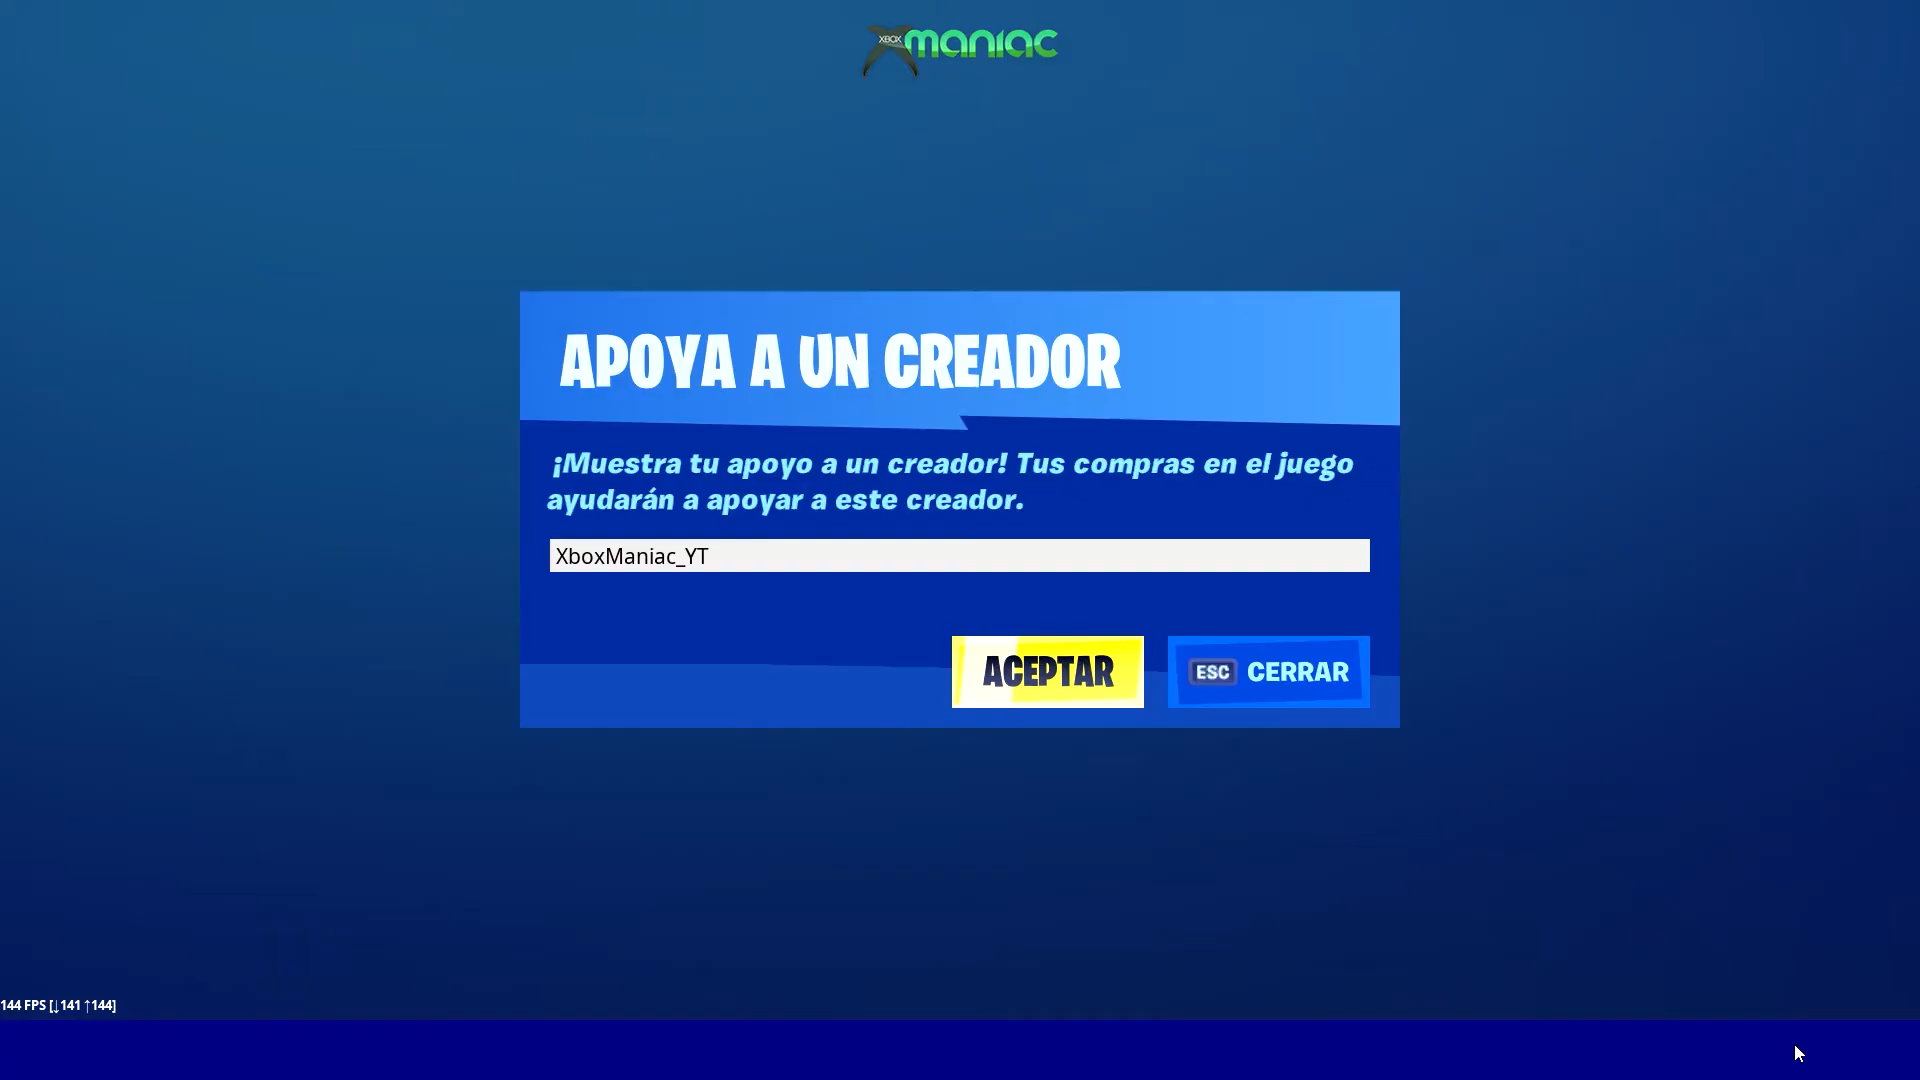 XBOX maniac
APOYA A UN CREADOR
¡Muestra tu apoyo a un creador! Tus compras en el juego
ayudarán a apoyar a este creador.
XboxManiac_YT
ACEPTAR
ESC CERRAR
144 FPS [↓141 ↑144]